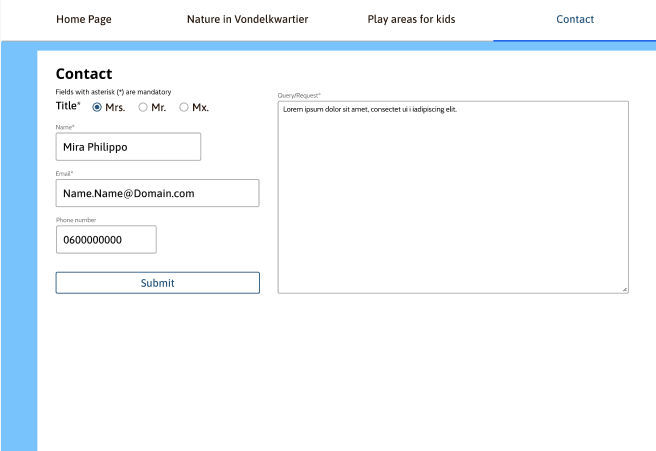 Home Page
Nature in Vondelkwartier
Play areas for kids
Contact
Contact
Fields with asterisk (*) are mandatory
Title* Mrs. Mr. Mx.
Name*
Mira Philippo
Email*
Name.Name@Domain.com
Phone number
0600000000
Submit
Query/Request*
Lorem ipsum dolor sit amet, consectet ui i iadipiscing elit.